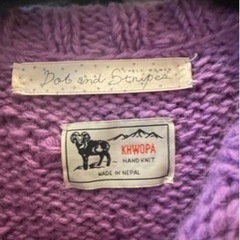 Dot and Stripes
KHWOPA
HAND KNIT
MADE IN NEPAL